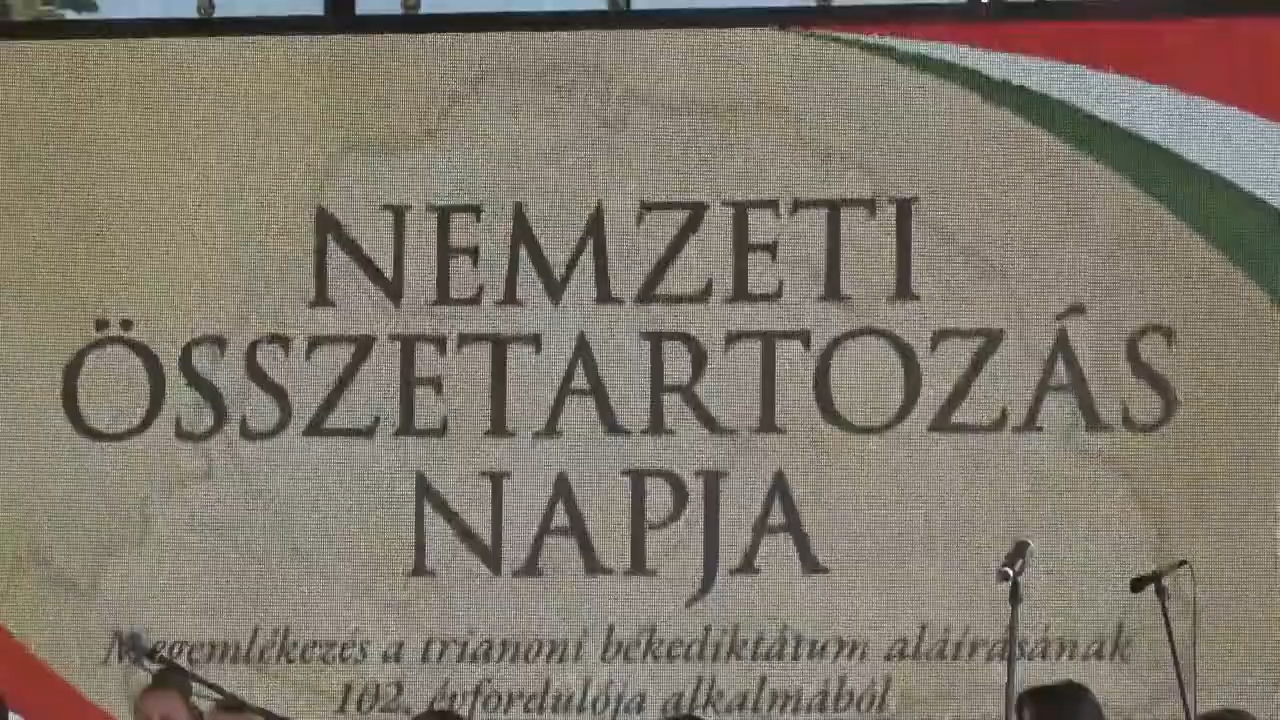 NEMZETI
ÖSSZETARTOZÁS
NAPJA
Megemlékezés a trianoni békediktátum aláírásának
102. évfordulója alkalmából